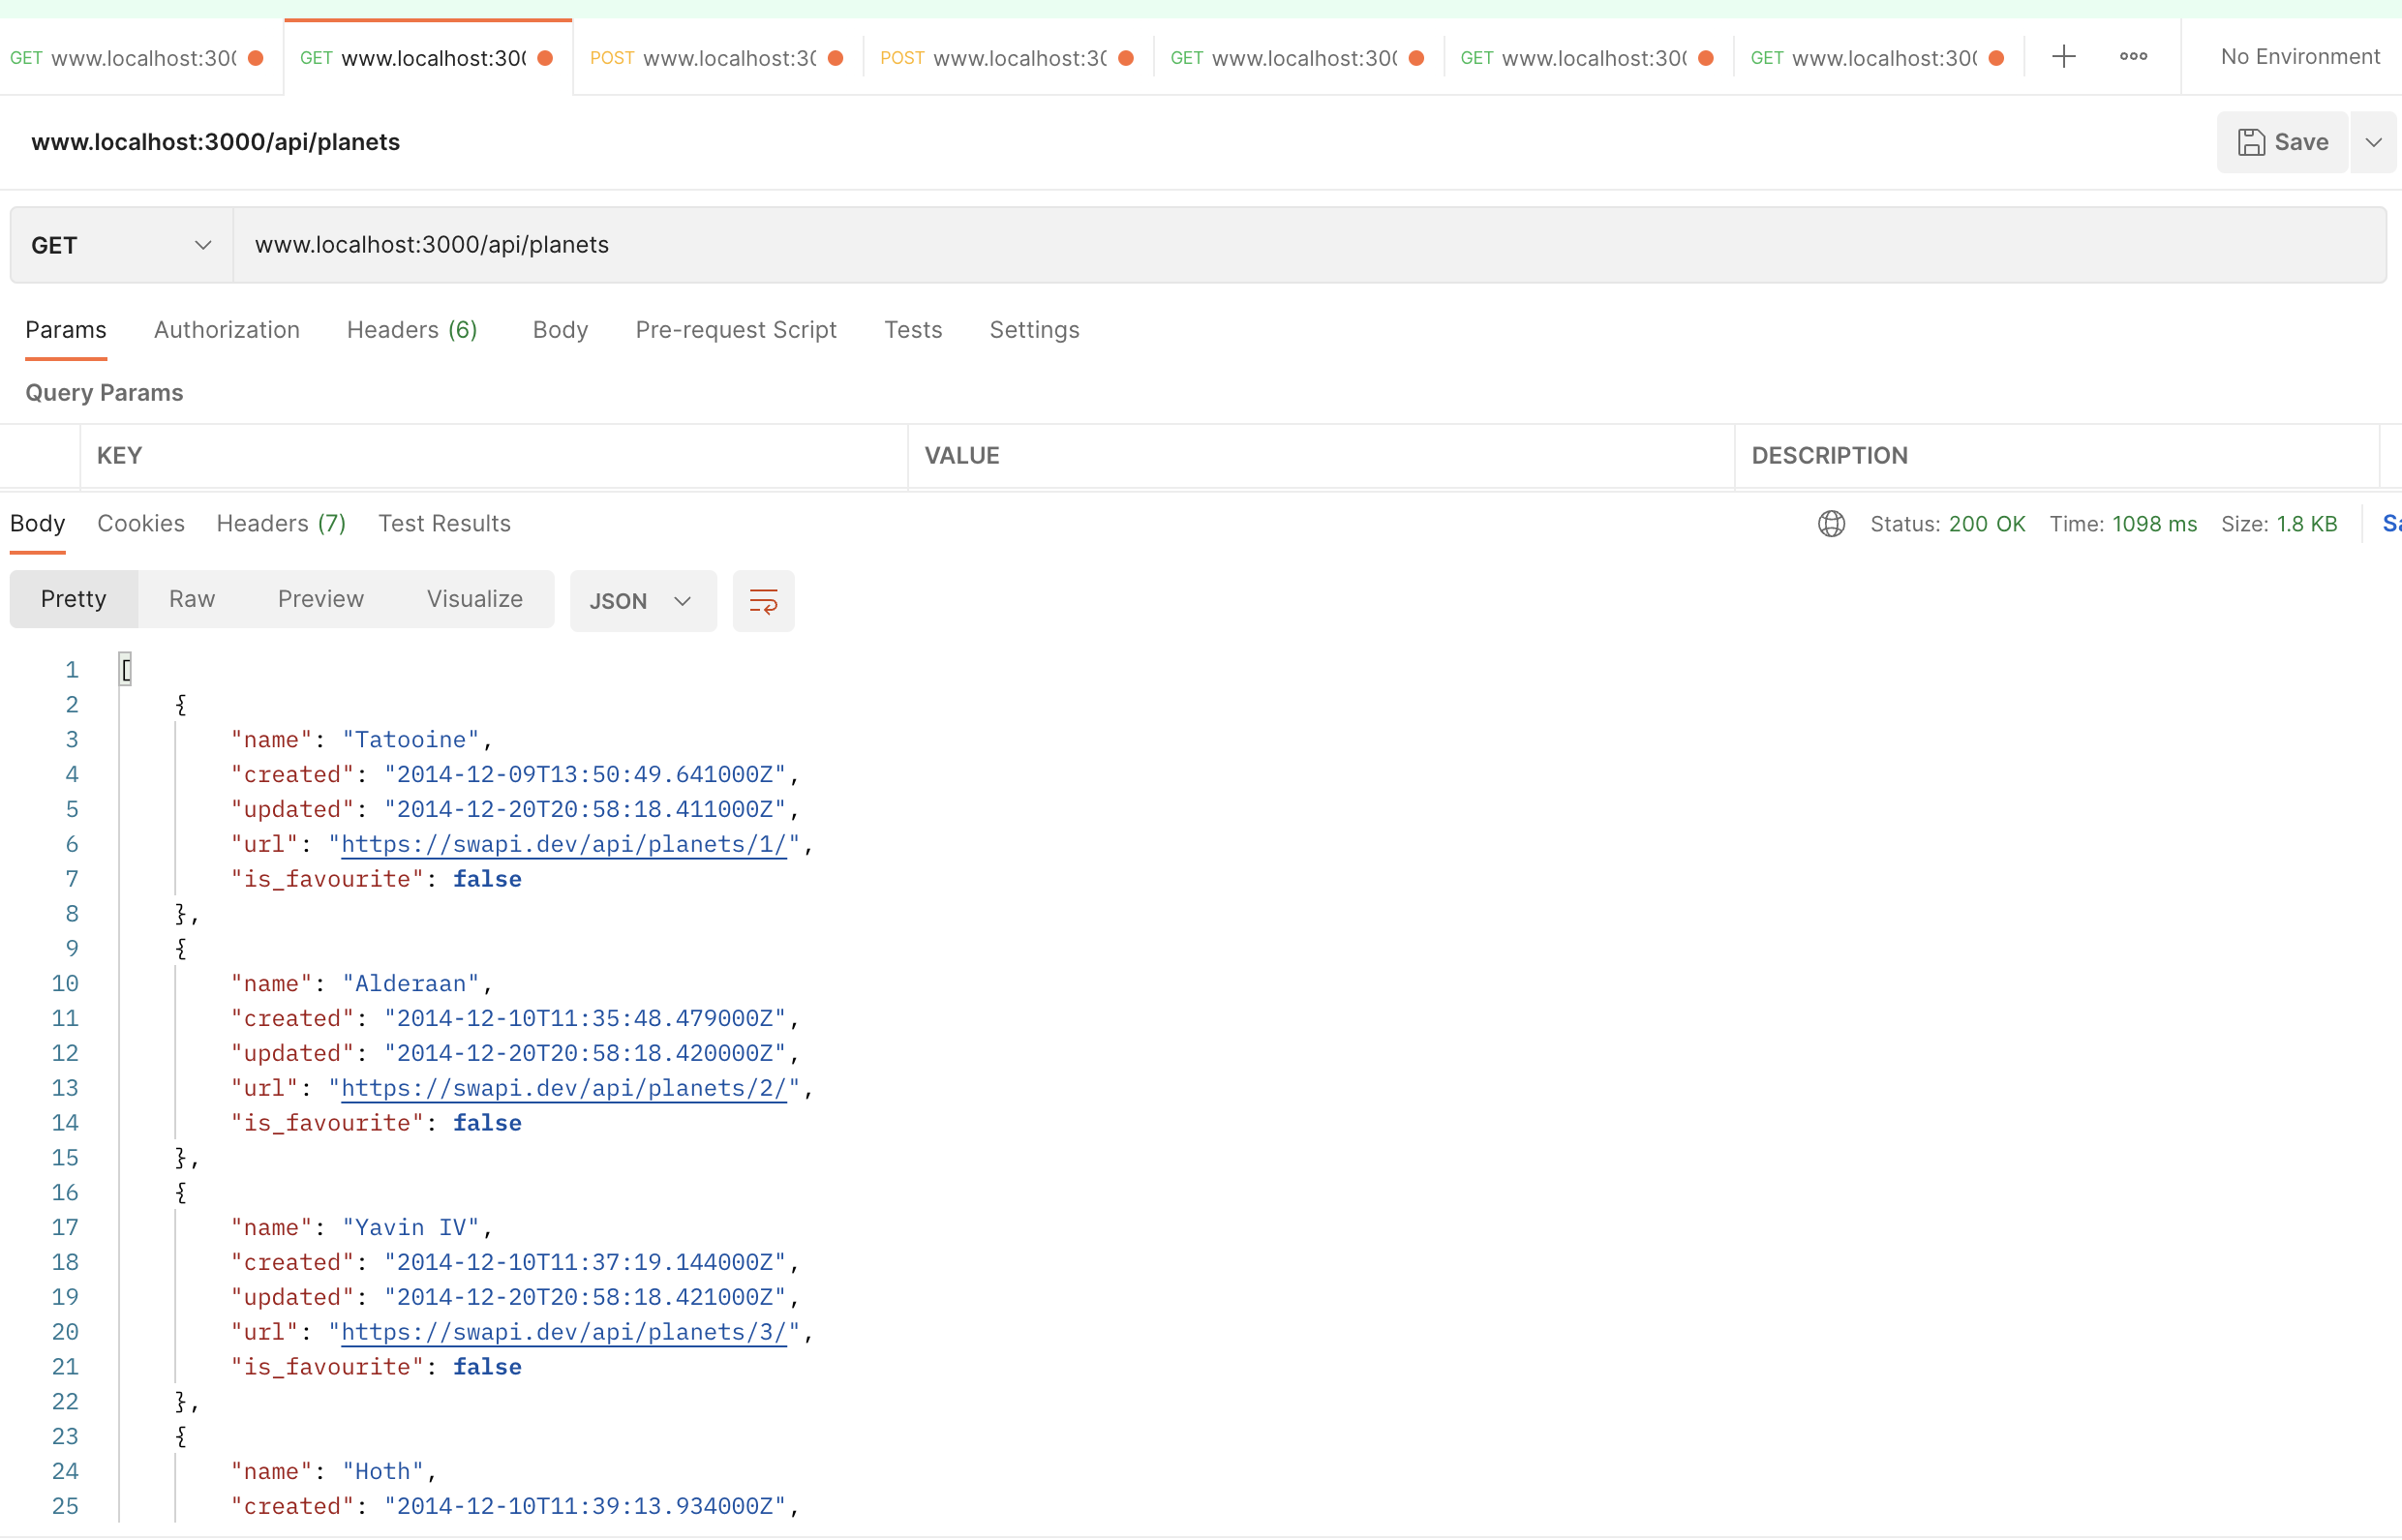 GET www.localhost:300 GET www.localhost:300 POST www.localhost:30 POST www.localhost:30 GET www.localhost:300 GET www.localhost:300 GET www.localhost:300 No Environment
www.localhost:3000/api/planets Save
GET www.localhost:3000/api/planets
Params Authorization Headers (6) Body Pre-request Script Tests Settings
Query Params
KEY VALUE DESCRIPTION
Body Cookies Headers (7) Test Results Status: 200 OK Time: 1098 ms Size: 1.8 KB Sa
Pretty Raw Preview Visualize JSON
1 [
2 {
3 "name": "Tatooine",
4 "created": "2014-12-09T13:50:49.641000Z",
5 "updated": "2014-12-20T20:58:18.411000Z",
6 "url": "https://swapi.dev/api/planets/1/",
7 "is_favourite": false
8 },
9 {
10 "name": "Alderaan",
11 "created": "2014-12-10T11:35:48.479000Z",
12 "updated": "2014-12-20T20:58:18.420000Z",
13 "url": "https://swapi.dev/api/planets/2/",
14 "is_favourite": false
15 },
16 {
17 "name": "Yavin IV",
18 "created": "2014-12-10T11:37:19.144000Z",
19 "updated": "2014-12-20T20:58:18.421000Z",
20 "url": "https://swapi.dev/api/planets/3/",
21 "is_favourite": false
22 },
23 {
24 "name": "Hoth",
25 "created": "2014-12-10T11:39:13.934000Z",